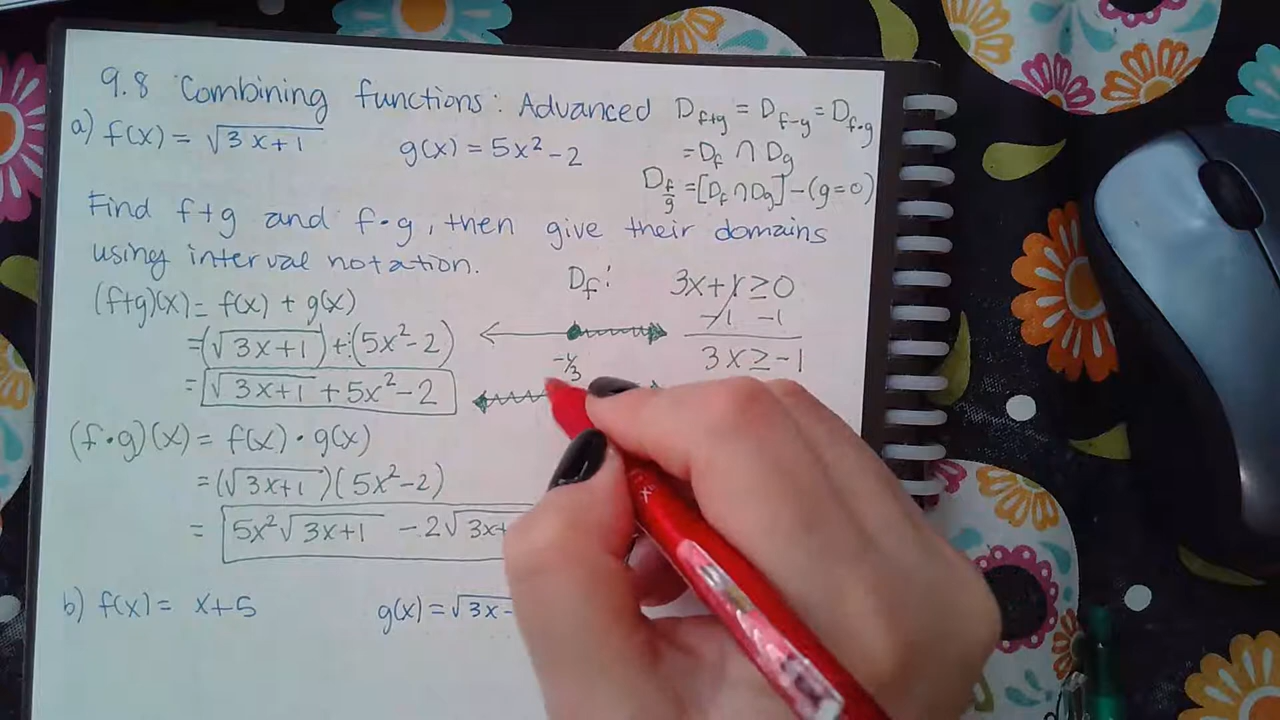 9.8 Combining functions: Advanced D_{f+g} = D_{f-g} = D_{f•g}
= D_f ∩ D_g
D_{f/g} = [D_f ∩ D_g] - (g=0)
a) f(x) = √(3x+1) g(x) = 5x² - 2
Find f+g and f•g, then give their domains
using interval notation.
(f+g)(x) = f(x) + g(x)
= (√(3x+1)) + (5x² - 2)
= √(3x+1) + 5x² - 2
(f•g)(x) = f(x) • g(x)
= (√(3x+1))(5x² - 2)
= 5x²√(3x+1) - 2√(3x+
D_f: 3x+1 ≥ 0
-1 -1
3x ≥ -1
-1/3
b) f(x) = x+5 g(x) = √(3x-